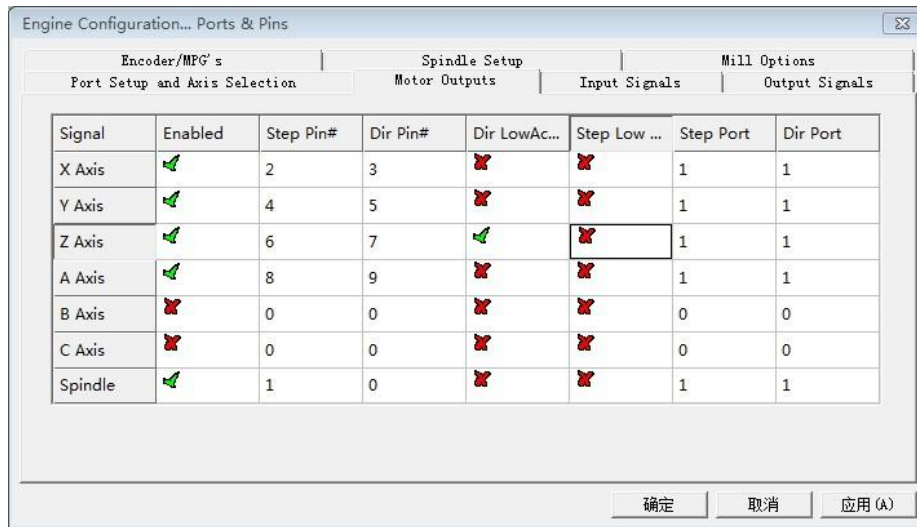 Engine Configuration... Ports & Pins
Encoder/MPG's Spindle Setup Mill Options
Port Setup and Axis Selection Motor Outputs Input Signals Output Signals
Signal Enabled Step Pin# Dir Pin# Dir LowAc... Step Low ... Step Port Dir Port
X Axis 2 3 1 1
Y Axis 4 5 1 1
Z Axis 6 7 1 1
A Axis 8 9 1 1
B Axis 0 0 0 0
C Axis 0 0 0 0
Spindle 1 0 1 1
确定 取消 应用(A)